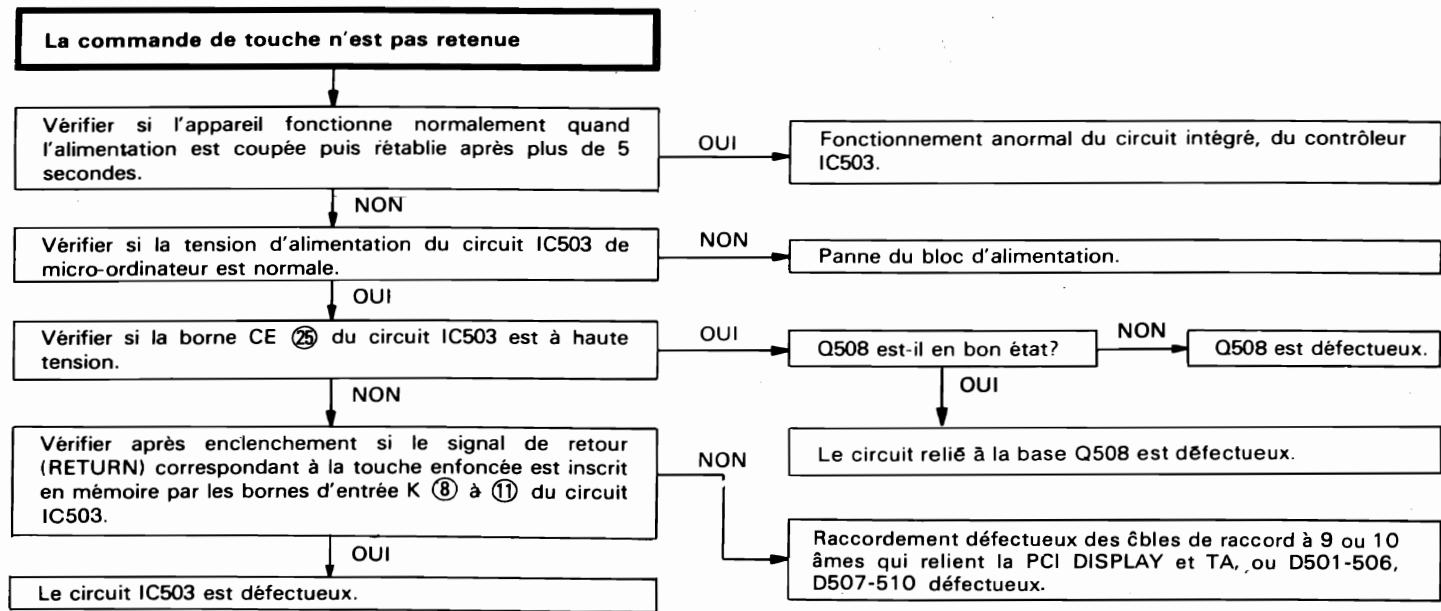 La commande de touche n'est pas retenue
Vérifier si l'appareil fonctionne normalement quand
l'alimentation est coupée puis rétablie après plus de 5
secondes.
OUI
Fonctionnement anormal du circuit intégré, du contrôleur
IC503.
NON
Vérifier si la tension d'alimentation du circuit IC503 de
micro-ordinateur est normale.
NON
Panne du bloc d'alimentation.
OUI
Vérifier si la borne CE ㉕ du circuit IC503 est à haute
tension.
OUI
Q508 est-il en bon état?
NON
Q508 est défectueux.
NON
OUI
Vérifier après enclenchement si le signal de retour
(RETURN) correspondant à la touche enfoncée est inscrit
en mémoire par les bornes d'entrée K ⑧ à ⑪ du circuit
IC503.
NON
Le circuit relié à la base Q508 est défectueux.
OUI
Raccordement défectueux des ĉbles de raccord à 9 ou 10
âmes qui relient la PCI DISPLAY et TA, ou D501-506,
D507-510 défectueux.
Le circuit IC503 est défectueux.